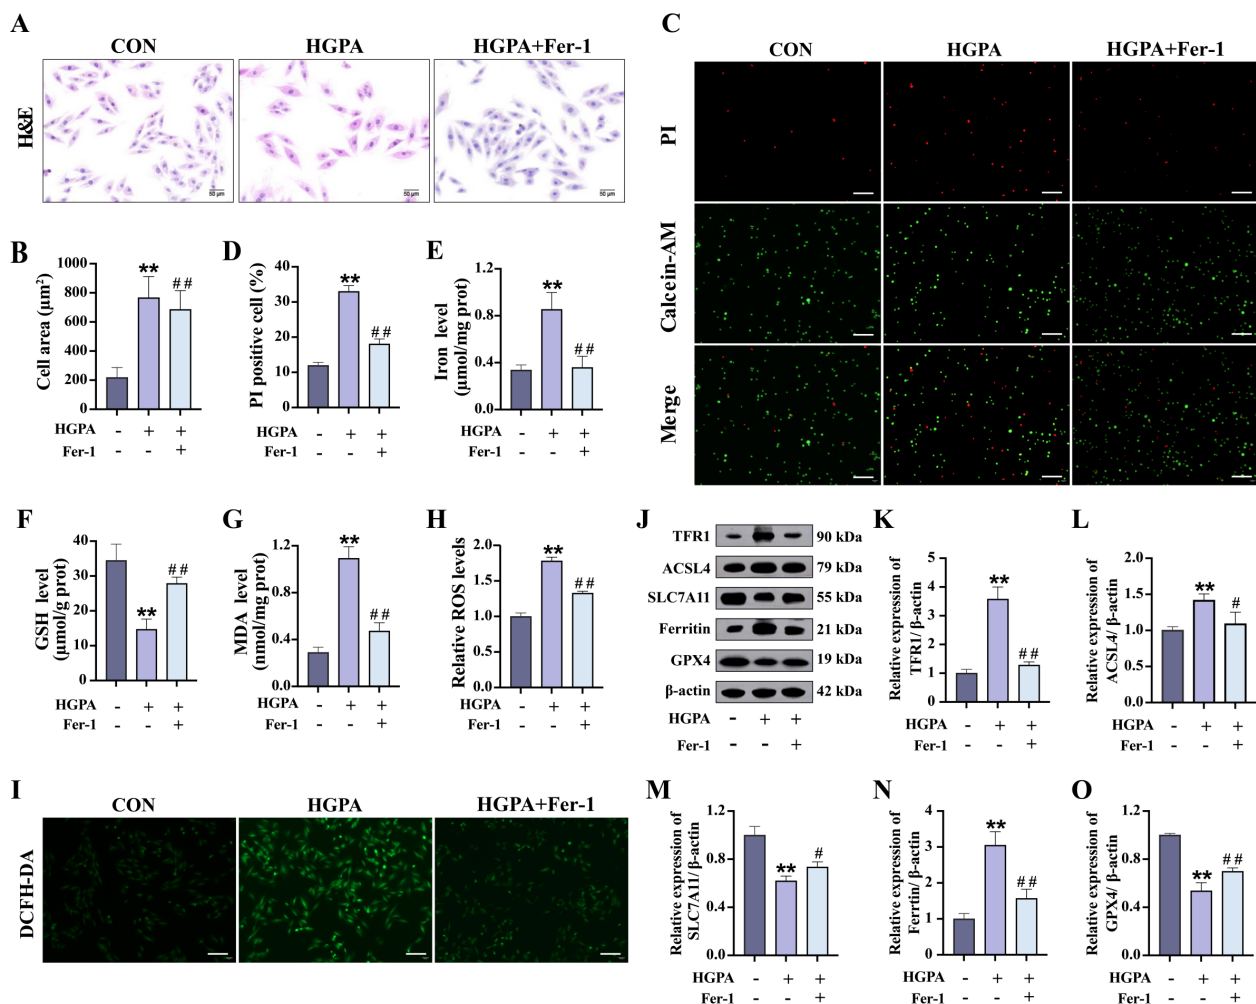 A
CON
HGPA
HGPA+Fer-1
H&E
50 μm
50 μm
50 μm
C
CON
HGPA
HGPA+Fer-1
PI
Calcein-AM
Merge
B
Cell area (μm²)
1000
800
600
400
200
0
**
##
HGPA - + +
Fer-1 - - +
D
PI positive cell (%)
40
30
20
10
0
**
##
- + +
- - +
E
Iron level
(μmol/mg prot)
1.2
0.8
0.4
0.0
**
##
HGPA - + +
Fer-1 - - +
F
GSH level
(μmol/g prot)
40
30
20
10
0
**
##
HGPA - + +
Fer-1 - - +
G
MDA level
(nmol/mg prot)
1.2
0.8
0.4
0.0
**
##
HGPA - + +
Fer-1 - - +
H
Relative ROS levels
2.0
1.5
1.0
0.5
0.0
**
##
HGPA - + +
Fer-1 - - +
J
TFR1 90 kDa
ACSL4 79 kDa
SLC7A11 55 kDa
Ferritin 21 kDa
GPX4 19 kDa
β-actin 42 kDa
HGPA - + +
Fer-1 - - +
K
Relative expression of
TFR1/ β-actin
5
4
3
2
1
0
**
##
HGPA - + +
Fer-1 - - +
L
Relative expression of
ACSL4/ β-actin
2.0
1.5
1.0
0.5
0.0
**
#
HGPA - + +
Fer-1 - - +
I
CON
HGPA
HGPA+Fer-1
DCFH-DA
M
Relative expression of
SLC7A11/ β-actin
1.2
0.9
0.6
0.3
0.0
**
#
HGPA - + +
Fer-1 - - +
N
Relative expression of
Ferrtin/ β-actin
4
3
2
1
0
**
##
HGPA - + +
Fer-1 - - +
O
Relative expression of
GPX4/ β-actin
1.2
0.8
0.4
0.0
**
##
HGPA - + +
Fer-1 - - +